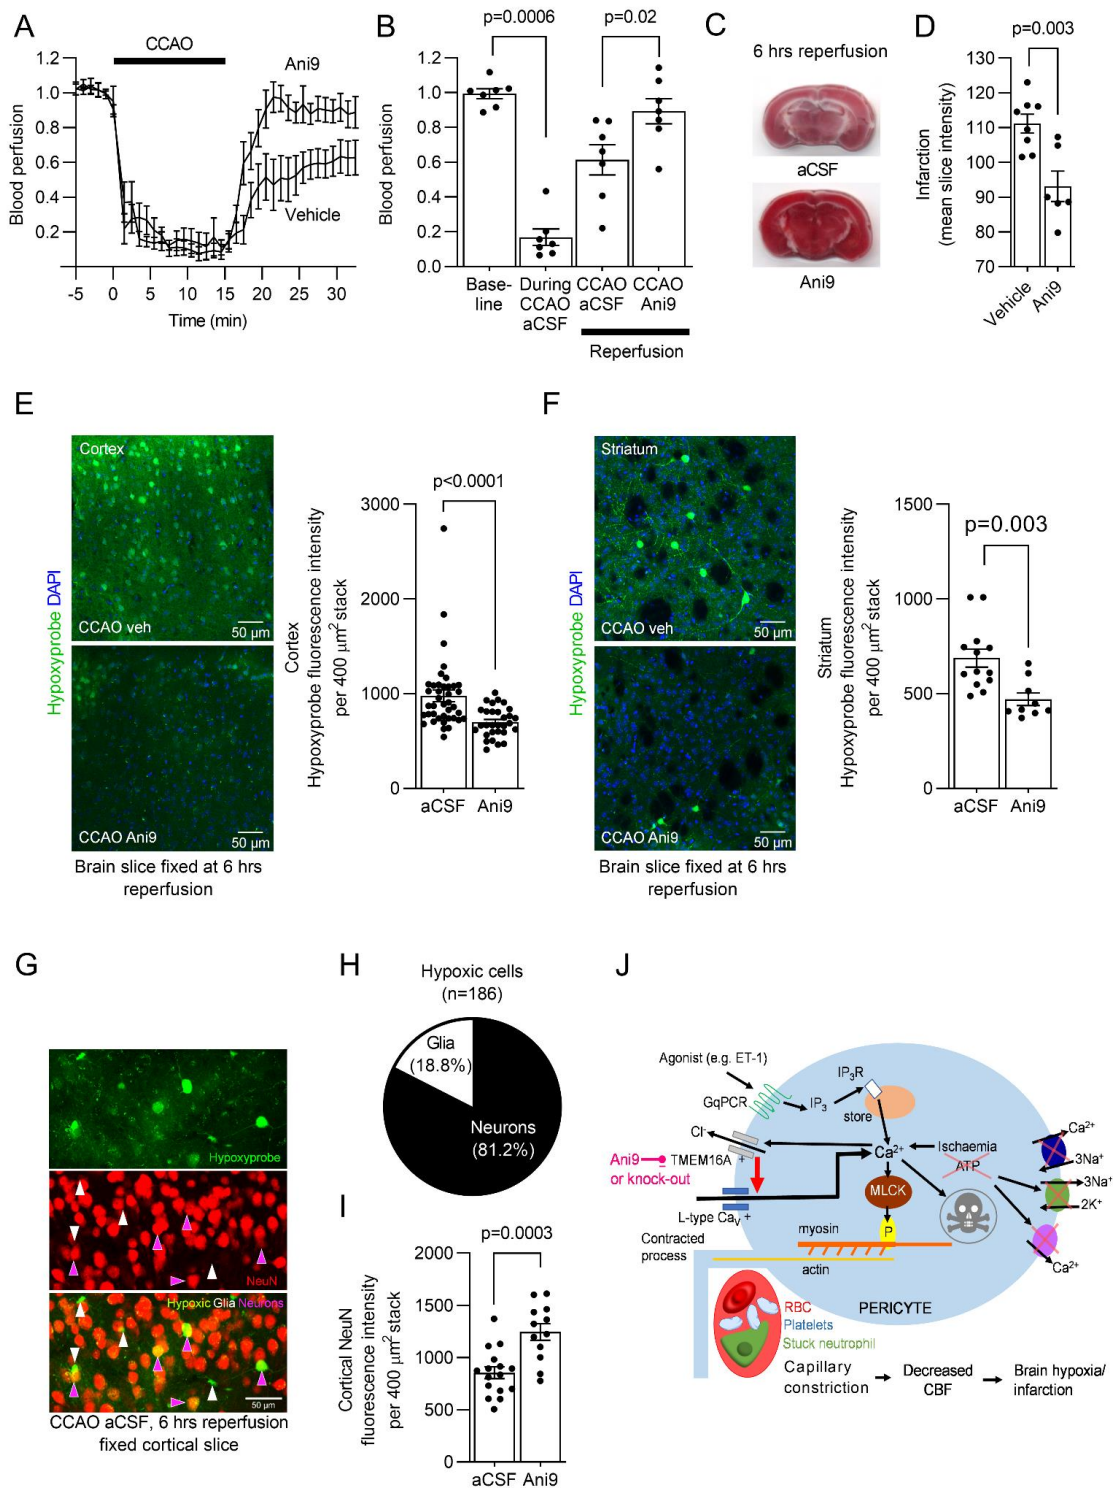 A
CCAO
Ani9
Vehicle
Blood perfusion
1.2
1.0
0.8
0.6
0.4
0.2
-5 0 5 10 15 20 25 30
Time (min)
B
p=0.0006 p=0.02
Blood perfusion
1.2
1.0
0.8
0.6
0.4
0.2
0.0
Base-
line
During
CCAO
aCSF
CCAO
aCSF
CCAO
Ani9
Reperfusion
C
6 hrs reperfusion
aCSF
Ani9
D
p=0.003
Infarction
(mean slice intensity)
130
120
110
100
90
80
70
Vehicle
Ani9
E
Hypoxyprobe DAPI
Cortex
CCAO veh
50 µm
CCAO Ani9
50 µm
Brain slice fixed at 6 hrs
reperfusion
p<0.0001
Cortex
Hypoxyprobe fluorescence intensity
per 400 µm2 stack
3000
2000
1000
0
aCSF Ani9
F
Hypoxyprobe DAPI
Striatum
CCAO veh
50 µm
CCAO Ani9
50 µm
Brain slice fixed at 6 hrs
reperfusion
p=0.003
Striatum
Hypoxyprobe fluorescence intensity
per 400 µm2 stack
1500
1000
500
0
aCSF Ani9
G
Hypoxyprobe
NeuN
Hypoxic Glia Neurons
50 µm
CCAO aCSF, 6 hrs reperfusion
fixed cortical slice
H
Hypoxic cells
(n=186)
Glia
(18.8%)
Neurons
(81.2%)
I
p=0.0003
Cortical NeuN
fluorescence intensity
per 400 µm2 stack
2000
1500
1000
500
0
aCSF Ani9
J
Agonist (e.g. ET-1)
GqPCR
IP3
IP3R
store
Cl-
Ca2+
Ischaemia
ATP
Ca2+
3Na+
3Na+
2K+
Ca2+
Ani9
or knock-out
TMEM16A +
L-type CaV +
MLCK
P
myosin
actin
Contracted
process
PERICYTE
RBC
Platelets
Stuck neutrophil
Capillary
constriction
Decreased
CBF
Brain hypoxia/
infarction